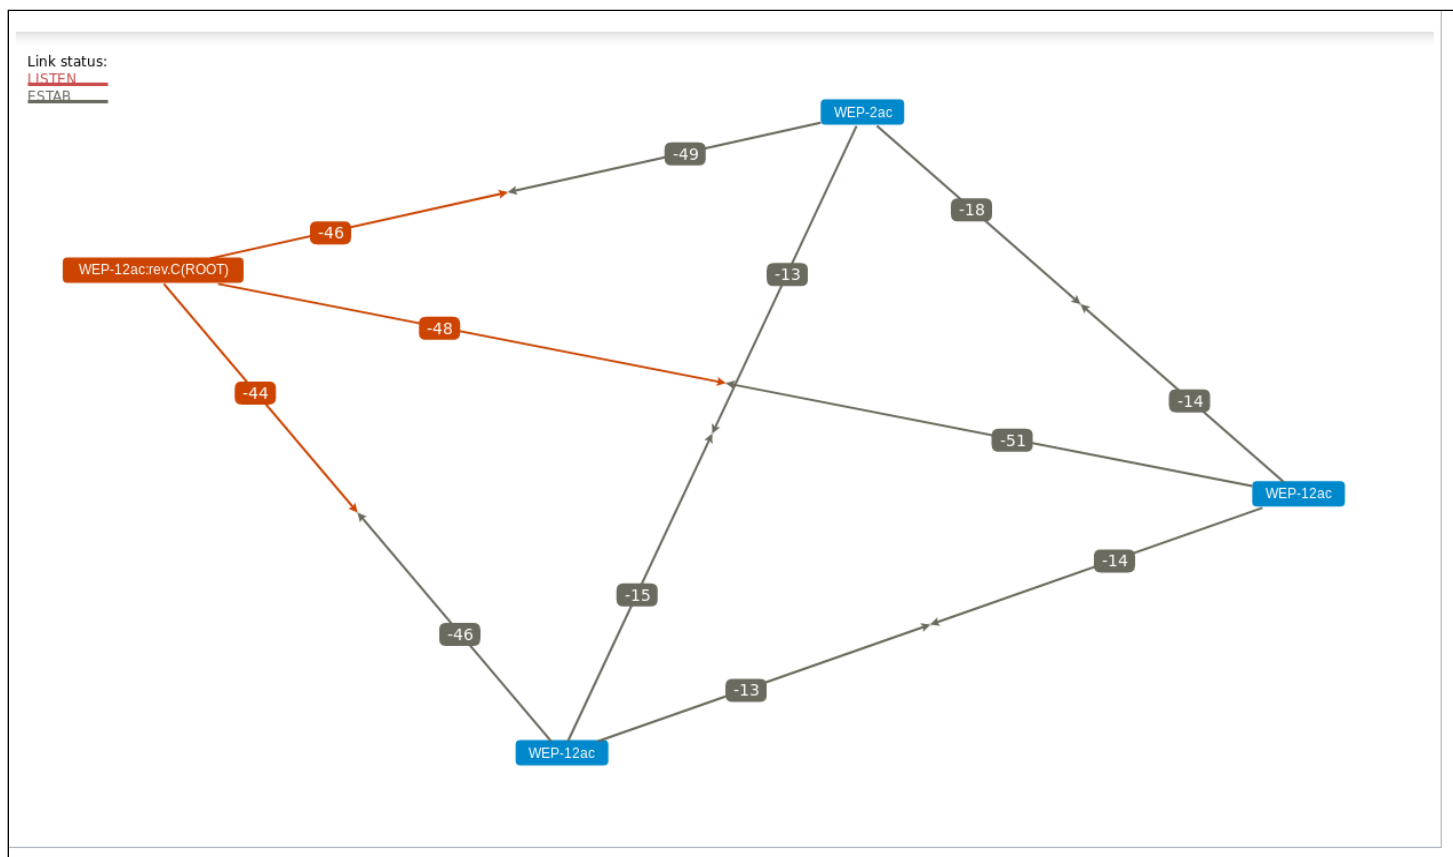 Link status:
LISTEN
ESTAB
WEP-2ac
-49
-18
-46
WEP-12ac:rev.C(ROOT)
-13
-48
-44
-14
-51
WEP-12ac
-14
-15
-46
-13
WEP-12ac